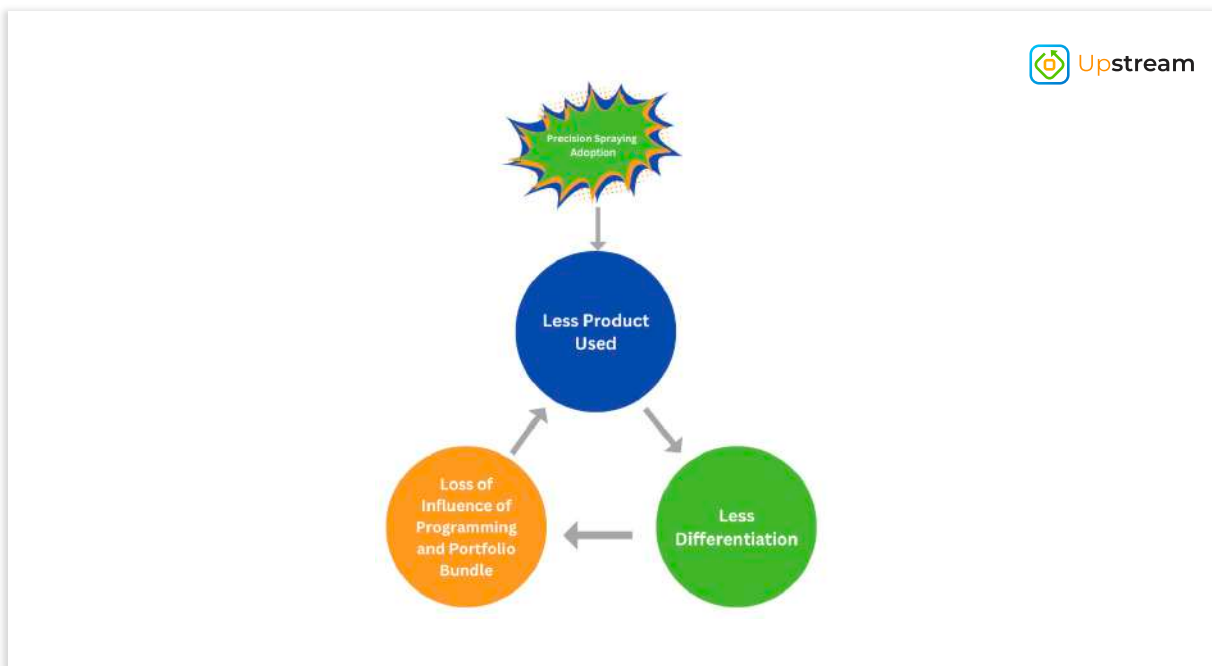 Upstream
Precision Spraying
Adoption
Less Product
Used
Loss of
Influence of
Programming
and Portfolio
Bundle
Less
Differentiation